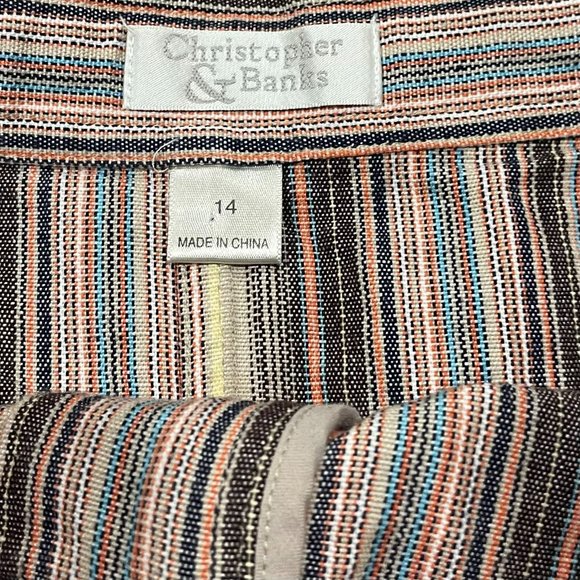 Christopher
& Banks
14
MADE IN CHINA